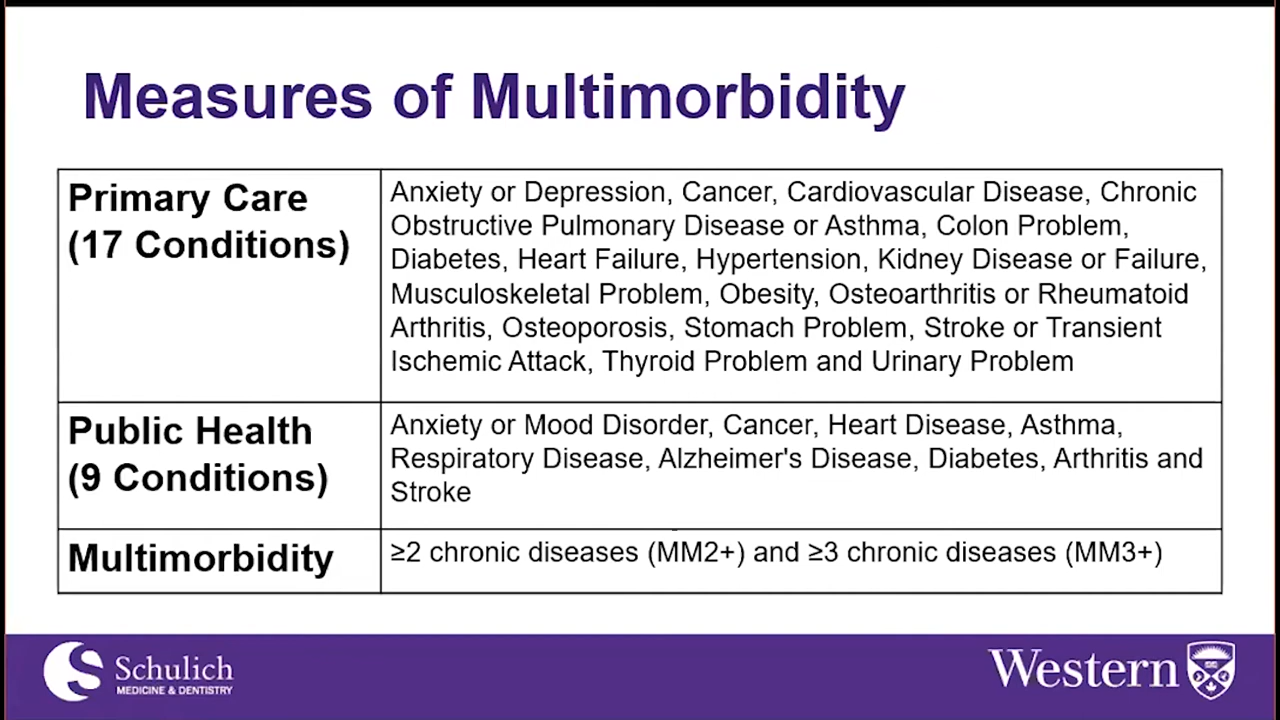 Measures of Multimorbidity
Primary Care
(17 Conditions)
Anxiety or Depression, Cancer, Cardiovascular Disease, Chronic
Obstructive Pulmonary Disease or Asthma, Colon Problem,
Diabetes, Heart Failure, Hypertension, Kidney Disease or Failure,
Musculoskeletal Problem, Obesity, Osteoarthritis or Rheumatoid
Arthritis, Osteoporosis, Stomach Problem, Stroke or Transient
Ischemic Attack, Thyroid Problem and Urinary Problem
Public Health
(9 Conditions)
Anxiety or Mood Disorder, Cancer, Heart Disease, Asthma,
Respiratory Disease, Alzheimer's Disease, Diabetes, Arthritis and
Stroke
Multimorbidity
≥2 chronic diseases (MM2+) and ≥3 chronic diseases (MM3+)
Schulich
MEDICINE & DENTISTRY
Western